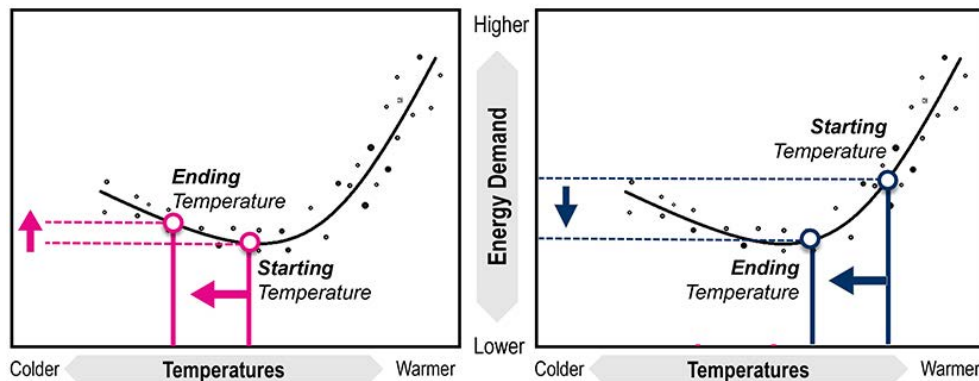 Higher
Energy Demand
Lower
Ending
Temperature
Starting
Temperature
Colder
Temperatures
Warmer
Starting
Temperature
Ending
Temperature
Colder
Temperatures
Warmer